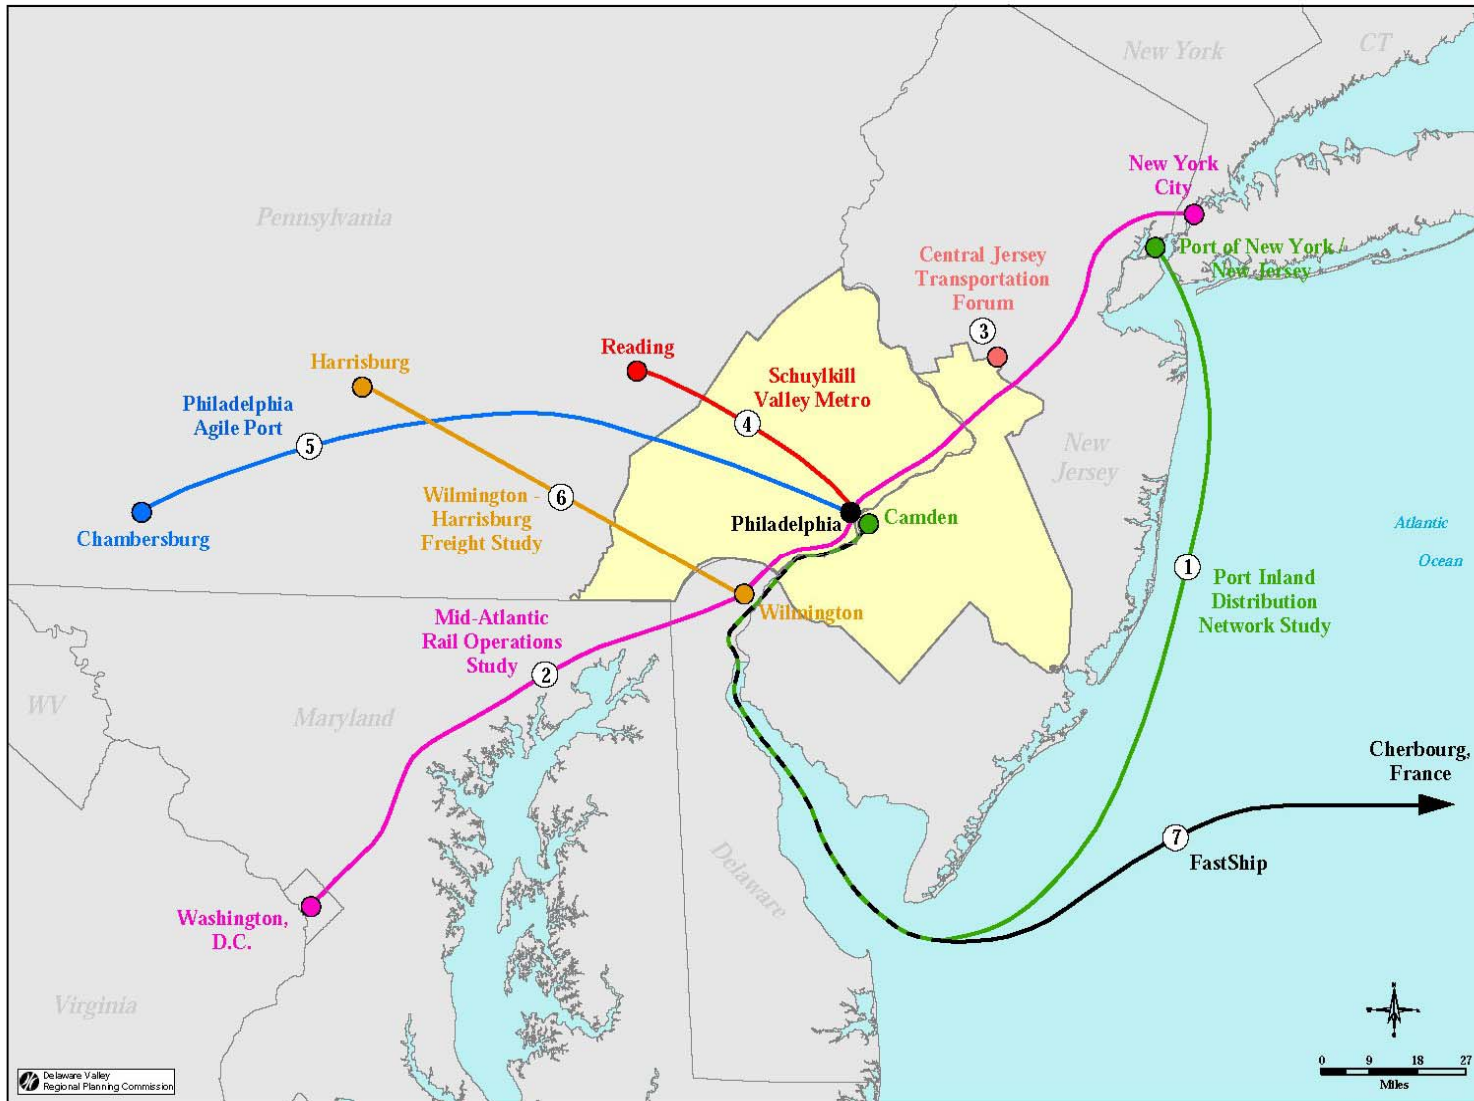 New York
CT
New York
City
Pennsylvania
Port of New York /
New Jersey
Central Jersey
Transportation
Forum
3
Reading
Harrisburg
Schuylkill
Valley Metro
4
Philadelphia
Agile Port
5
New
Jersey
Wilmington -
Harrisburg
Freight Study
6
Philadelphia
Camden
Chambersburg
Atlantic
Ocean
1
Port Inland
Distribution
Network Study
Wilmington
Mid-Atlantic
Rail Operations
Study
2
WV
Maryland
Cherbourg,
France
7
FastShip
Delaware
Washington,
D.C.
Virginia
N
0 9 18 27
Miles
Delaware Valley
Regional Planning Commission